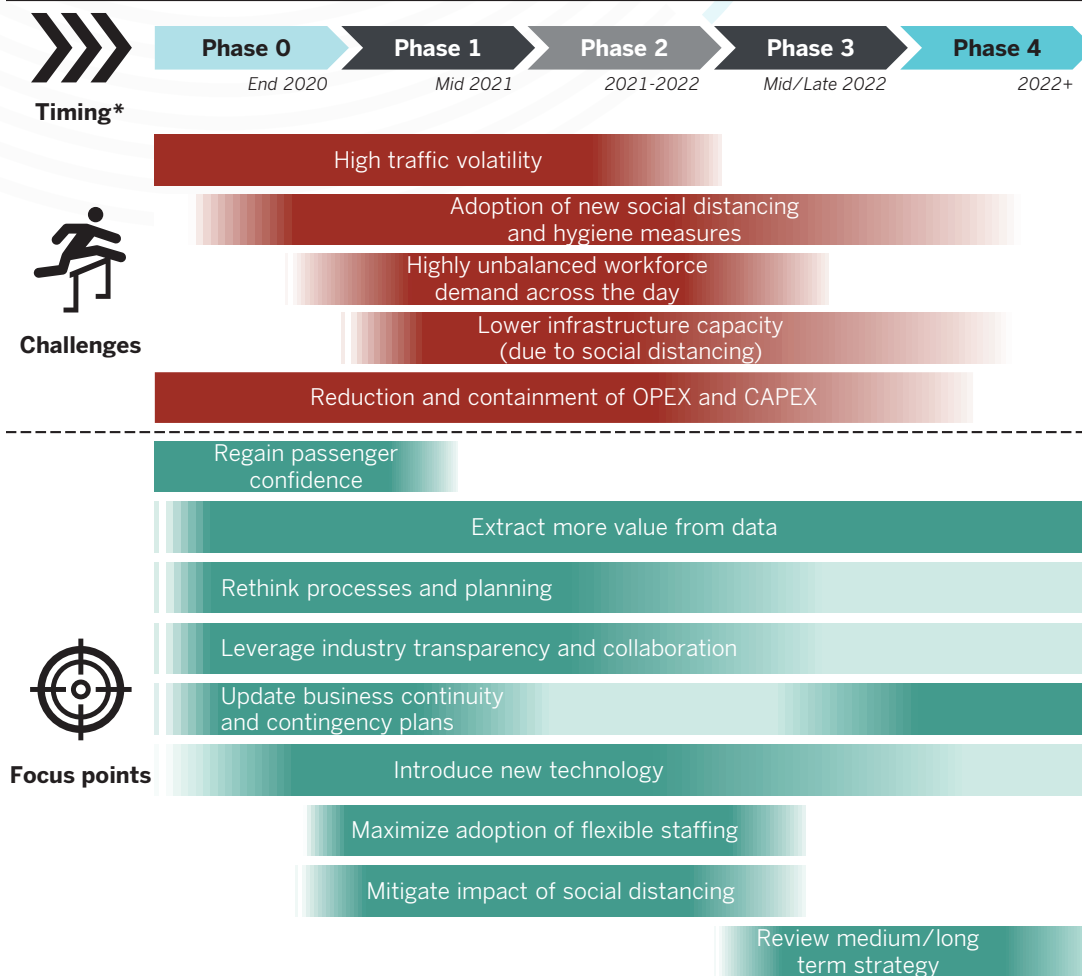 Phase 0
Phase 1
Phase 2
Phase 3
Phase 4
End 2020
Mid 2021
2021-2022
Mid/Late 2022
2022+
Timing*
High traffic volatility
Adoption of new social distancing
and hygiene measures
Highly unbalanced workforce
demand across the day
Lower infrastructure capacity
(due to social distancing)
Challenges
Reduction and containment of OPEX and CAPEX
Regain passenger
confidence
Extract more value from data
Rethink processes and planning
Leverage industry transparency and collaboration
Update business continuity
and contingency plans
Focus points
Introduce new technology
Maximize adoption of flexible staffing
Mitigate impact of social distancing
Review medium/long
term strategy